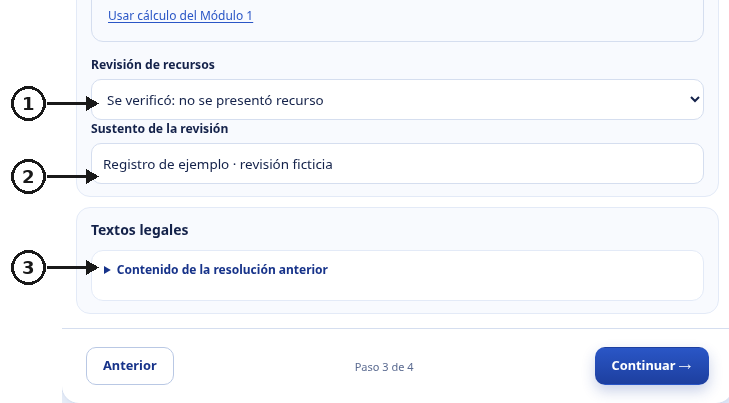 Usar cálculo del Módulo 1
Revisión de recursos
1
Se verificó: no se presentó recurso
Sustento de la revisión
2
Registro de ejemplo · revisión ficticia
Textos legales
3
▶ Contenido de la resolución anterior
Anterior
Paso 3 de 4
Continuar →